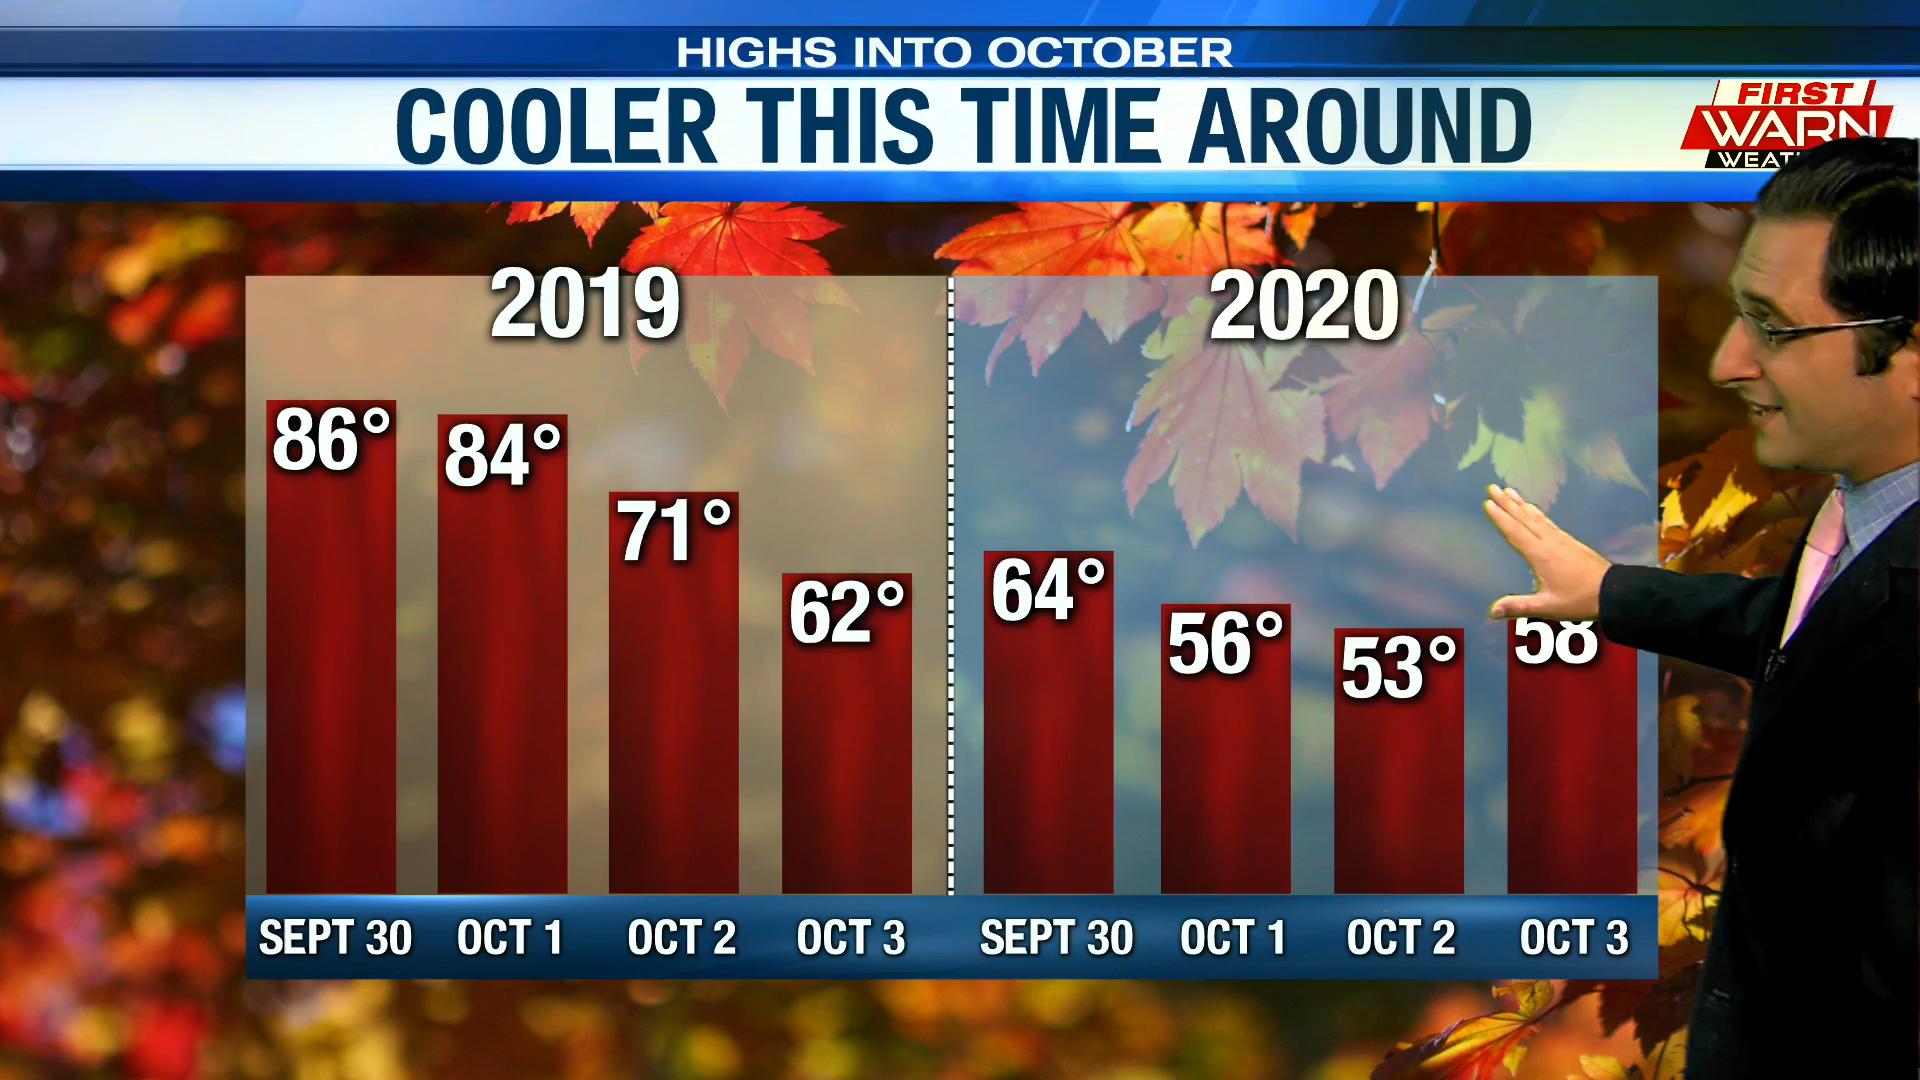 HIGHS INTO OCTOBER
COOLER THIS TIME AROUND
FIRST
WARN
2019
2020
86°
84°
71°
62°
64°
56°
53°
58
SEPT 30
OCT 1
OCT 2
OCT 3
SEPT 30
OCT 1
OCT 2
OCT 3